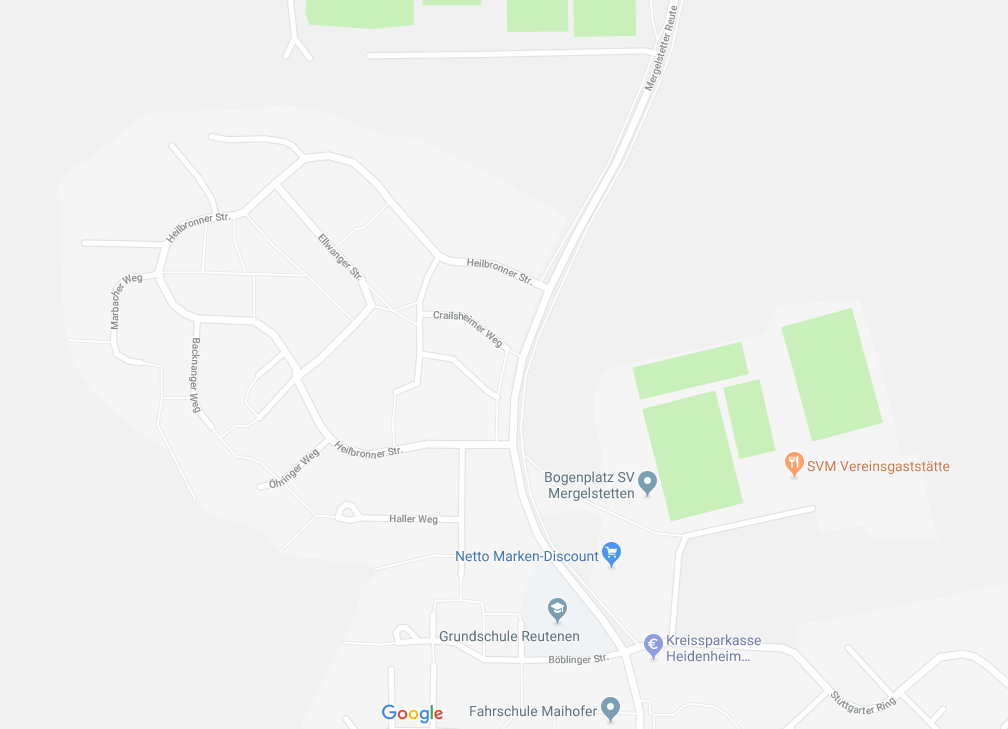 Mergelstetter Reute
Heilbronner Str.
Ellwanger Str.
Heilbronner Str.
Marbacher Weg
Crailsheimer Weg
Backnanger Weg
Heilbronner Str.
Öhringer Weg
SVM Vereinsgaststätte
Bogenplatz SV
Mergelstetten
Haller Weg
Netto Marken-Discount
Grundschule Reutenen
Kreissparkasse
Heidenheim...
Böblinger Str.
Stuttgarter Ring
Google
Fahrschule Maihofer